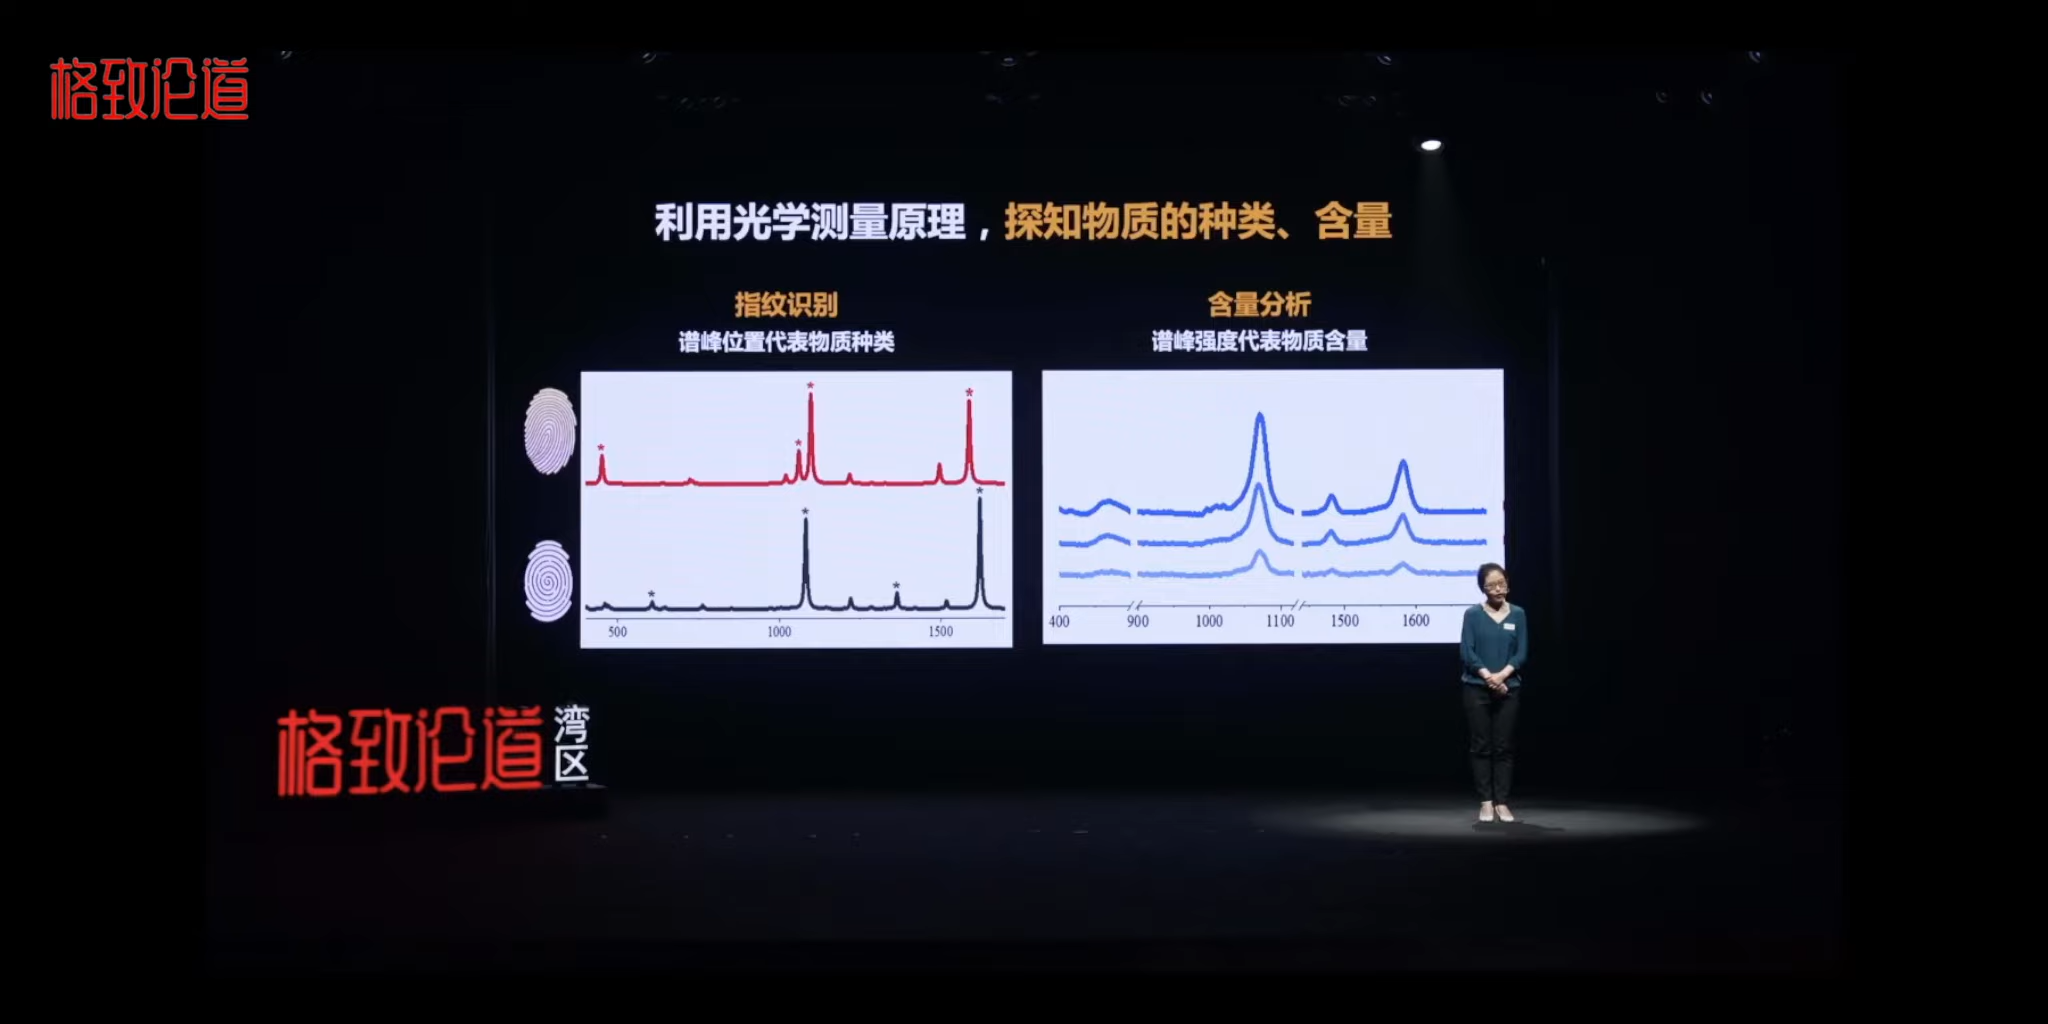 格致论道
利用光学测量原理，探知物质的种类、含量
指纹识别
谱峰位置代表物质种类
含量分析
谱峰强度代表物质含量
* * * *
* * * *
500 1000 1500
400 900 1000 1100 1500 1600
格致论道
湾区